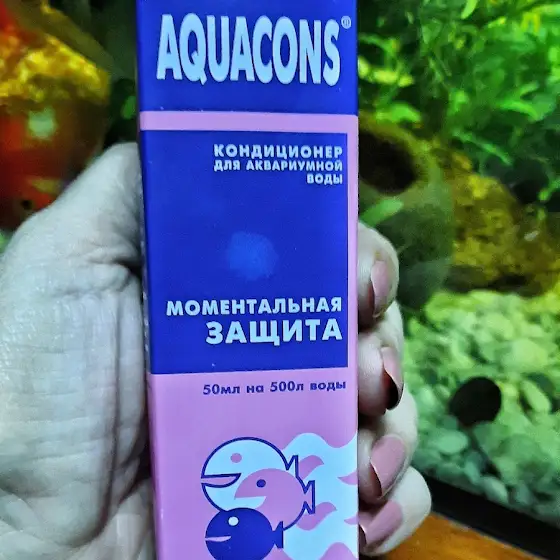 AQUACONS®
КОНДИЦИОНЕР
ДЛЯ АКВАРИУМНОЙ
ВОДЫ
МОМЕНТАЛЬНАЯ
ЗАЩИТА
50мл на 500л воды